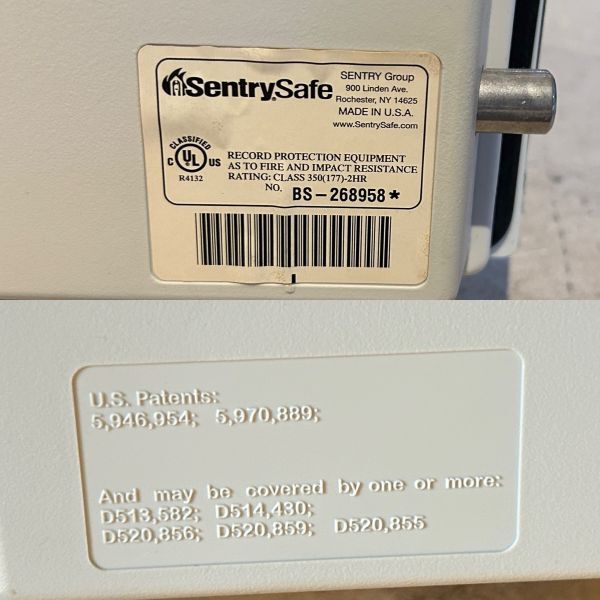 SentrySafe
SENTRY Group
900 Linden Ave.
Rochester, NY 14625
MADE IN U.S.A.
www.SentrySafe.com
CLASSIFIED
C UL US
R4132
RECORD PROTECTION EQUIPMENT
AS TO FIRE AND IMPACT RESISTANCE
RATING: CLASS 350(177)-2HR
NO. BS-268958*
U.S. Patents:
5,946,954; 5,970,889;
And may be covered by one or more:
D513,582; D514,430;
D520,856; D520,859; D520,855